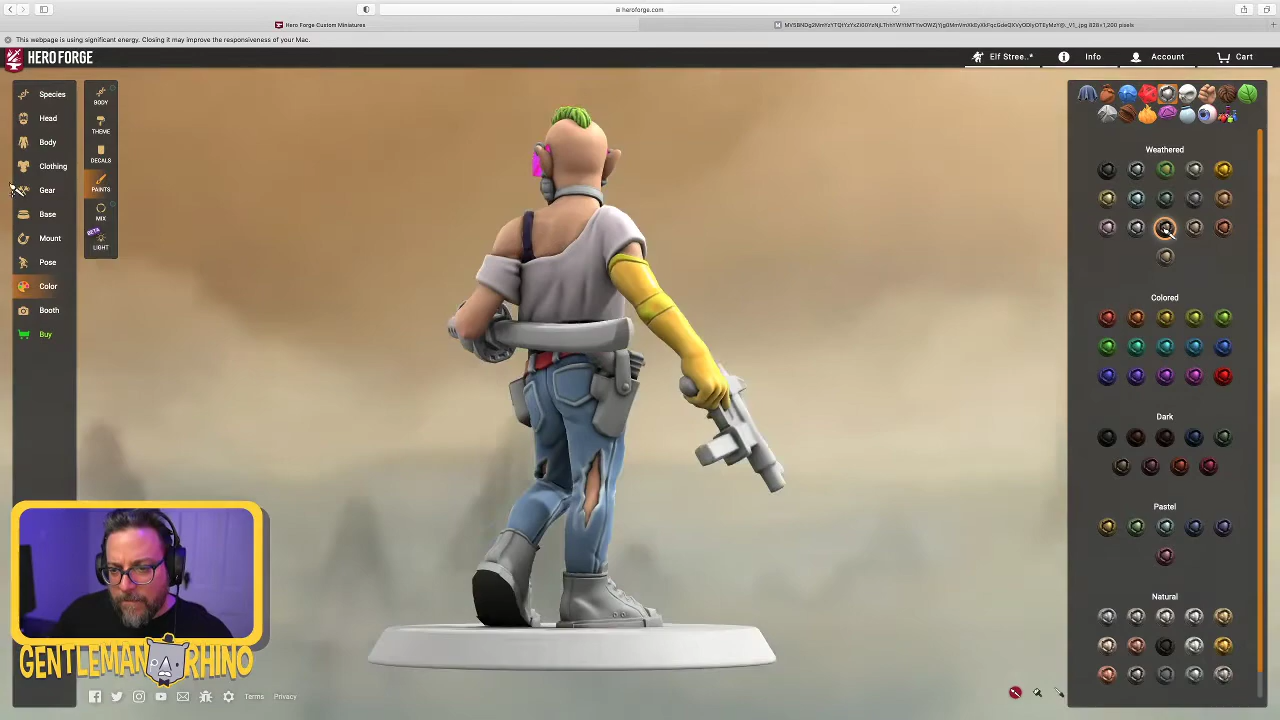 heroforge.com
Hero Forge Custom Miniatures
This webpage is using significant energy. Closing it may improve the responsiveness of your Mac.
HERO FORGE
Elf Stree..*
Info
Account
Cart
Species
Head
Body
Clothing
Gear
Base
Mount
Pose
Color
Booth
Buy
BODY
THEME
DECALS
PAINTS
MIX
BETA
LIGHT
Weathered
Colored
Dark
Pastel
Natural
GENTLEMAN RHINO
Terms
Privacy